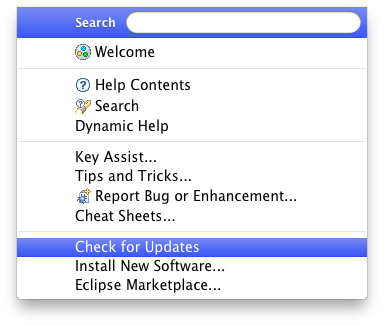 Search
Welcome
Help Contents
Search
Dynamic Help
Key Assist...
Tips and Tricks...
Report Bug or Enhancement...
Cheat Sheets...
Check for Updates
Install New Software...
Eclipse Marketplace...